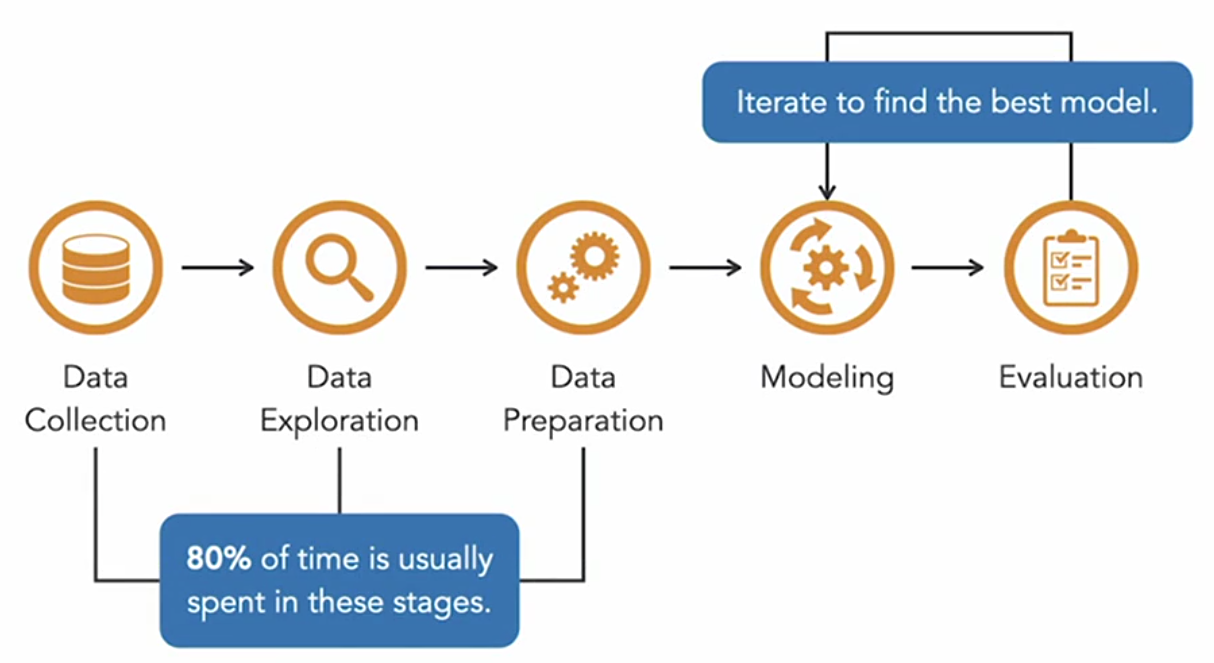 Iterate to find the best model.
Data
Collection
Data
Exploration
Data
Preparation
Modeling
Evaluation
80% of time is usually
spent in these stages.